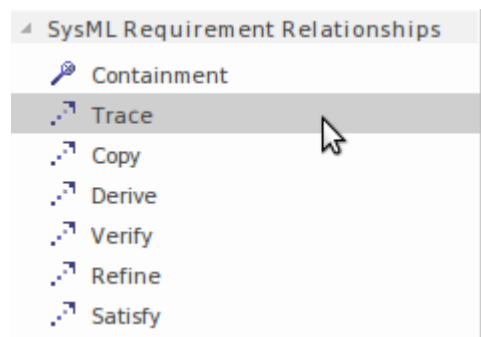 SysML Requirement Relationships
Containment
Trace
Copy
Derive
Verify
Refine
Satisfy